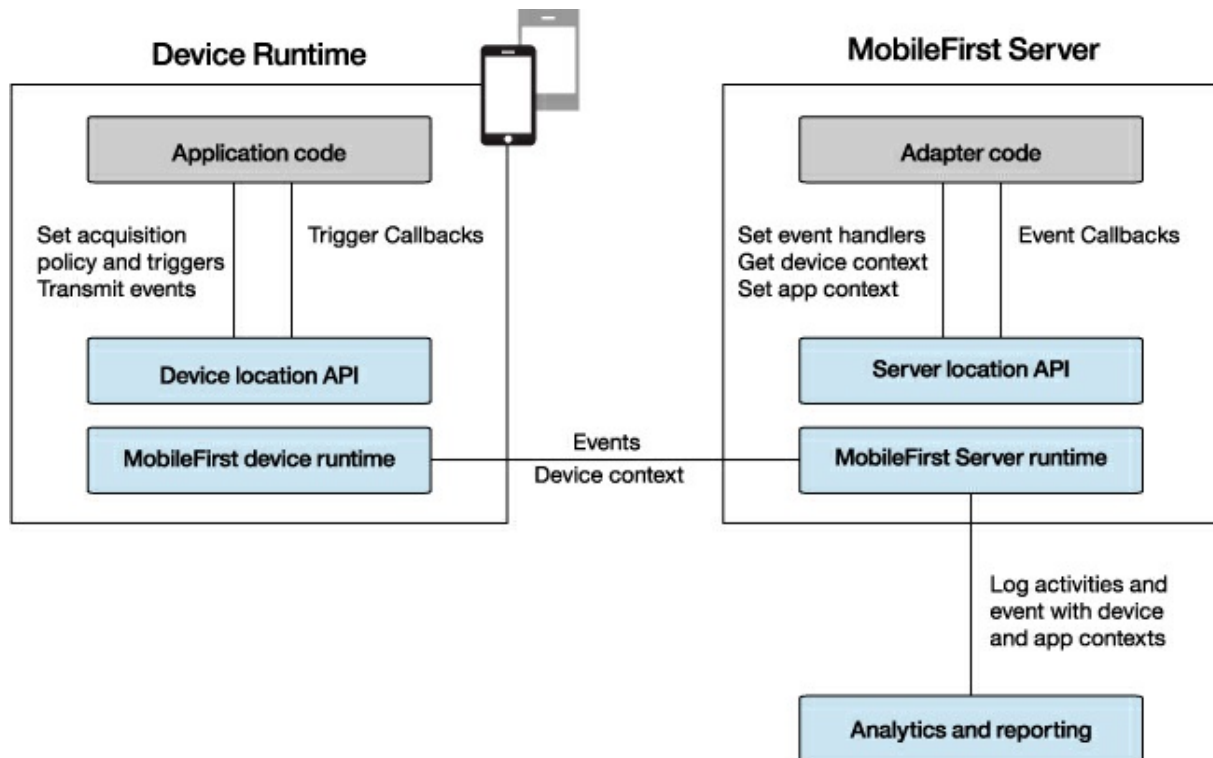 Device Runtime
MobileFirst Server
Application code
Set acquisition
policy and triggers
Transmit events
Trigger Callbacks
Device location API
MobileFirst device runtime
Events
Device context
Adapter code
Set event handlers
Get device context
Set app context
Event Callbacks
Server location API
MobileFirst Server runtime
Log activities and
event with device
and app contexts
Analytics and reporting